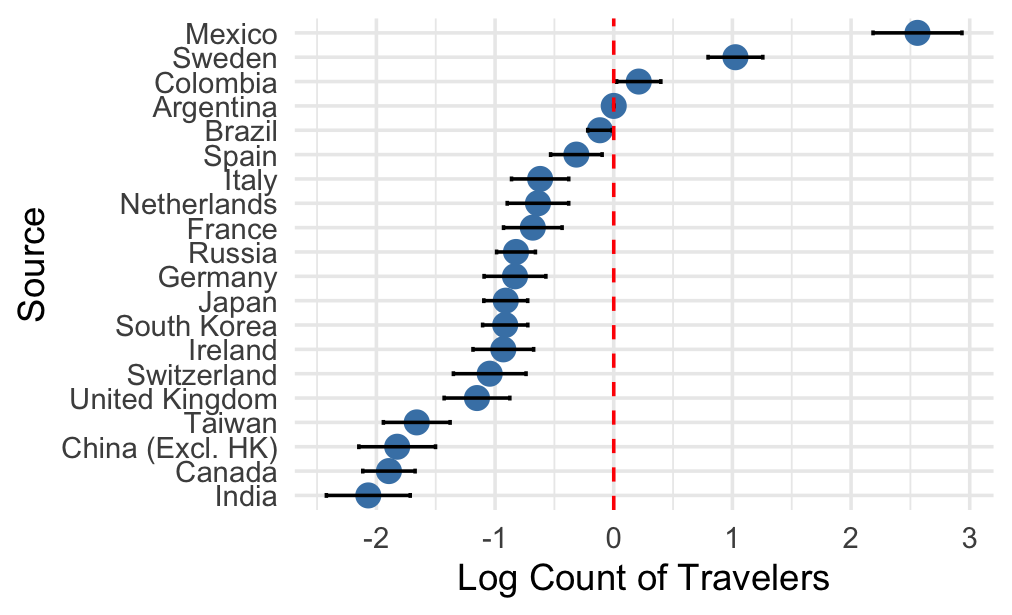 Source
Mexico
Sweden
Colombia
Argentina
Brazil
Spain
Italy
Netherlands
France
Russia
Germany
Japan
South Korea
Ireland
Switzerland
United Kingdom
Taiwan
China (Excl. HK)
Canada
India
-2 -1 0 1 2 3
Log Count of Travelers